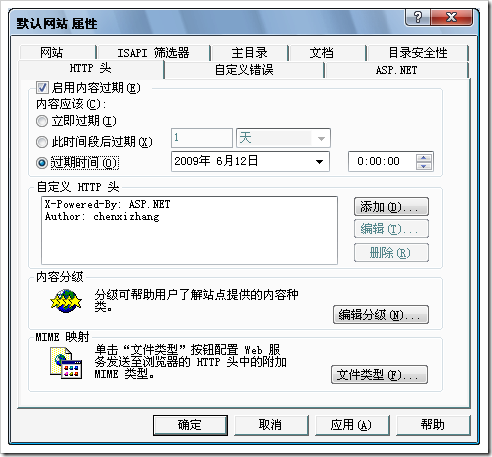 默认网站 属性
网站 ISAPI 筛选器 主目录 文档 目录安全性
HTTP 头 自定义错误 ASP.NET
启用内容过期(E)
内容应该(C):
立即过期(I)
此时间段后过期(X) 1 天
过期时间(O) 2009年 6月12日 0:00:00
自定义 HTTP 头
X-Powered-By: ASP.NET
Author: chenxizhang
添加(D)...
编辑(T)...
删除(R)
内容分级
分级可帮助用户了解站点提供的内容种
类。
编辑分级(N)...
MIME 映射
单击“文件类型”按钮配置 Web 服
务发送至浏览器的 HTTP 头中的附加
MIME 类型。
文件类型(F)...
确定 取消 应用(A) 帮助